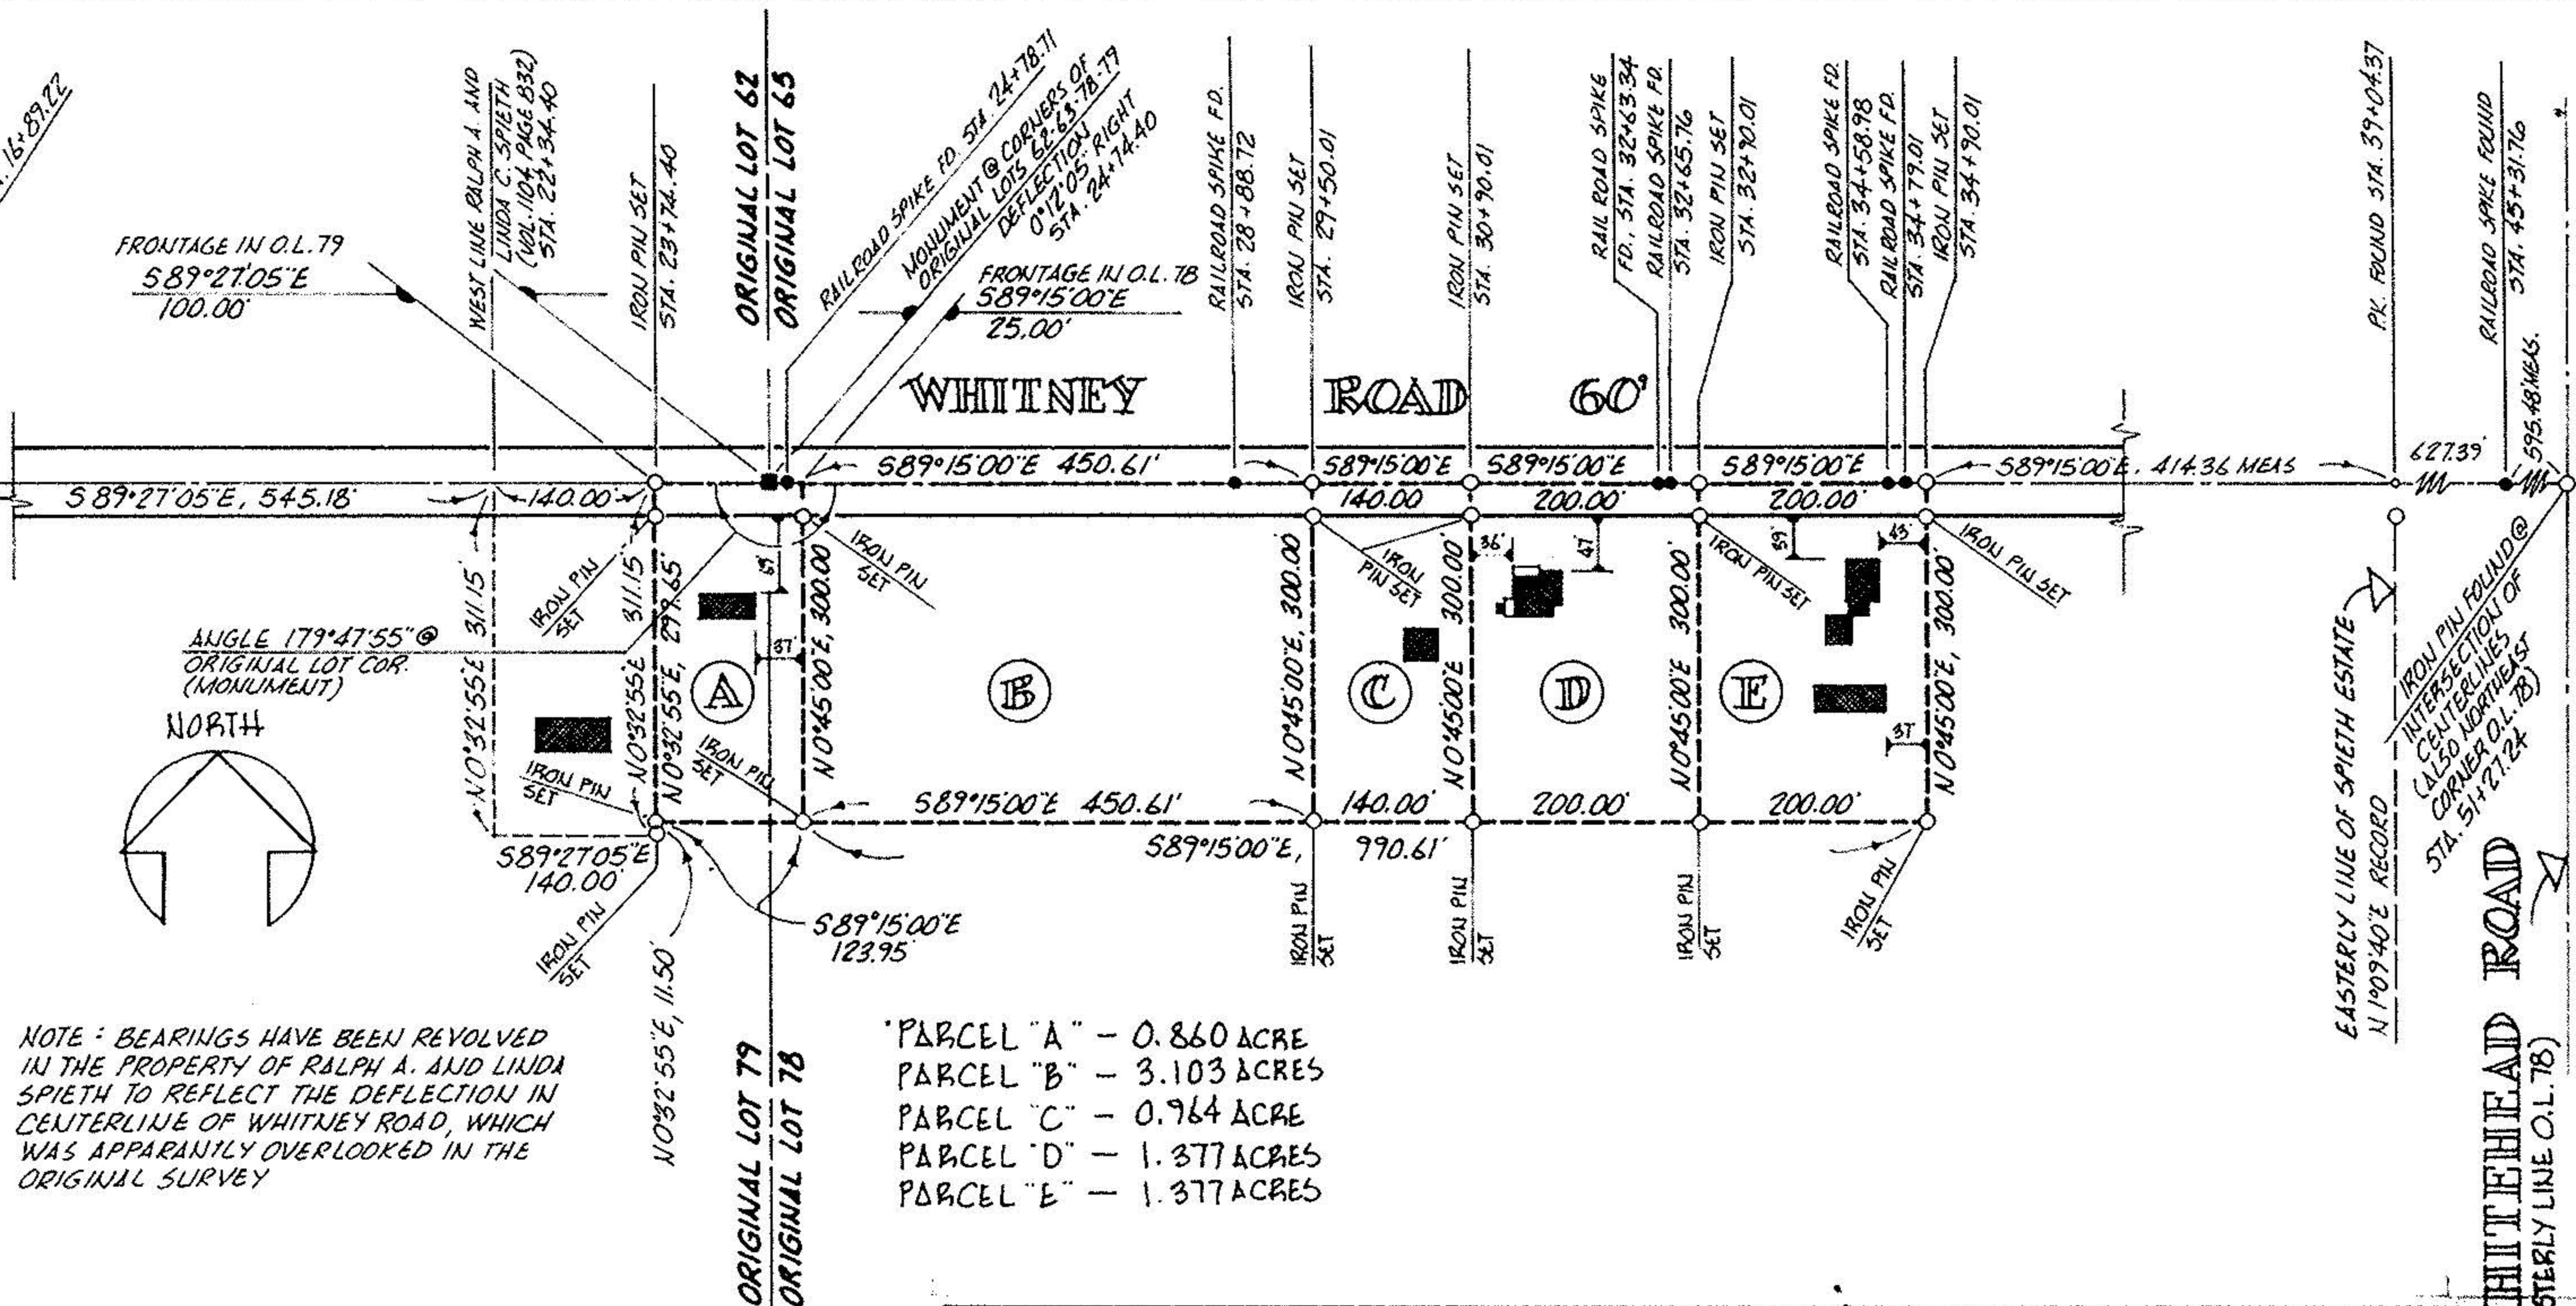 16+89.22
WEST LINE RALPH A. AND
LINDA C. SPIETH
(VOL. 1104, PAGE 832)
STA. 22+34.40
IRON PIN SET
STA. 23+74.40
ORIGINAL LOT 62
ORIGINAL LOT 63
RAILROAD SPIKE FD. STA. 24+78.71
MONUMENT @ CORNERS OF
ORIGINAL LOTS 62-63-78-79
DEFLECTION
0°12'05" RIGHT
STA. 24+74.40
RAILROAD SPIKE FD.
STA. 28+88.72
IRON PIN SET
STA. 29+50.01
IRON PIN SET
STA. 30+90.01
RAIL ROAD SPIKE
FD., STA. 32+63.34
RAILROAD SPIKE FD.
STA. 32+65.76
IRON PIN SET
STA. 32+90.01
RAILROAD SPIKE FD.
STA. 34+58.98
RAILROAD SPIKE FD.
STA. 34+79.01
IRON PIN SET
STA. 34+90.01
P.K. FOUND STA. 39+04.37
RAILROAD SPIKE FOUND
STA. 45+31.76
FRONTAGE IN O.L. 79
S89°27'05"E
100.00'
FRONTAGE IN O.L. 78
S89°15'00"E
25.00'
WHITNEY ROAD 60'
S89°27'05"E, 545.18'
140.00'
S89°15'00"E 450.61'
S89°15'00"E
140.00
S89°15'00"E
200.00'
S89°15'00"E
200.00'
S89°15'00"E, 414.36 MEAS
627.39'
595.48' MEAS.
N0°32'55"E 311.15'
IRON PIN
SET
N0°32'55"E 311.15'
N0°32'55"E, 299.65'
N0°45'00"E, 300.00
IRON PIN
SET
N0°45'00"E, 300.00'
IRON
PIN SET
N0°45'00"E 300.00'
36'
47'
N0°45'00"E 300.00'
IRON PIN SET
39'
43'
N0°45'00"E, 300.00'
IRON PIN SET
37'
37'
ANGLE 179°47'55" @
ORIGINAL LOT COR.
(MONUMENT)
A
B
C
D
E
NORTH
IRON PIN
SET
IRON PIN
SET
S89°15'00"E 450.61'
140.00'
200.00'
200.00'
S89°15'00"E, 990.61'
S89°27'05"E
140.00'
IRON PIN
SET
N0°32'55"E, 11.50'
S89°15'00"E
123.95'
IRON PIN
SET
IRON PIN
SET
IRON PIN
SET
IRON PIN
SET
EASTERLY LINE OF SPIETH ESTATE
N1°09'40"E RECORD
IRON PIN FOUND @
INTERSECTION OF
CENTERLINES
(ALSO NORTHEAST
CORNER O.L. 78)
STA. 51+27.24
HITEHEAD ROAD
STERLY LINE O.L. 78)
ORIGINAL LOT 79
ORIGINAL LOT 78
NOTE: BEARINGS HAVE BEEN REVOLVED
IN THE PROPERTY OF RALPH A. AND LINDA
SPIETH TO REFLECT THE DEFLECTION IN
CENTERLINE OF WHITNEY ROAD, WHICH
WAS APPARANTLY OVERLOOKED IN THE
ORIGINAL SURVEY
PARCEL "A" - 0.860 ACRE
PARCEL "B" - 3.103 ACRES
PARCEL "C" - 0.964 ACRE
PARCEL "D" - 1.377 ACRES
PARCEL "E" - 1.377 ACRES